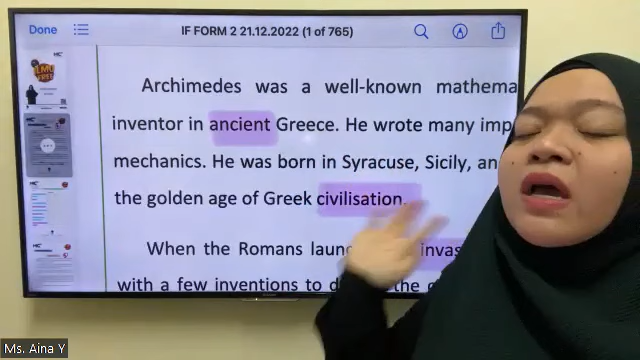 Done
IF FORM 2 21.12.2022 (1 of 765)
Archimedes was a well-known mathema
inventor in ancient Greece. He wrote many imp
mechanics. He was born in Syracuse, Sicily, an
the golden age of Greek civilisation.
When the Romans laun invas
with a few inventions to d the
Ms. Aina Y